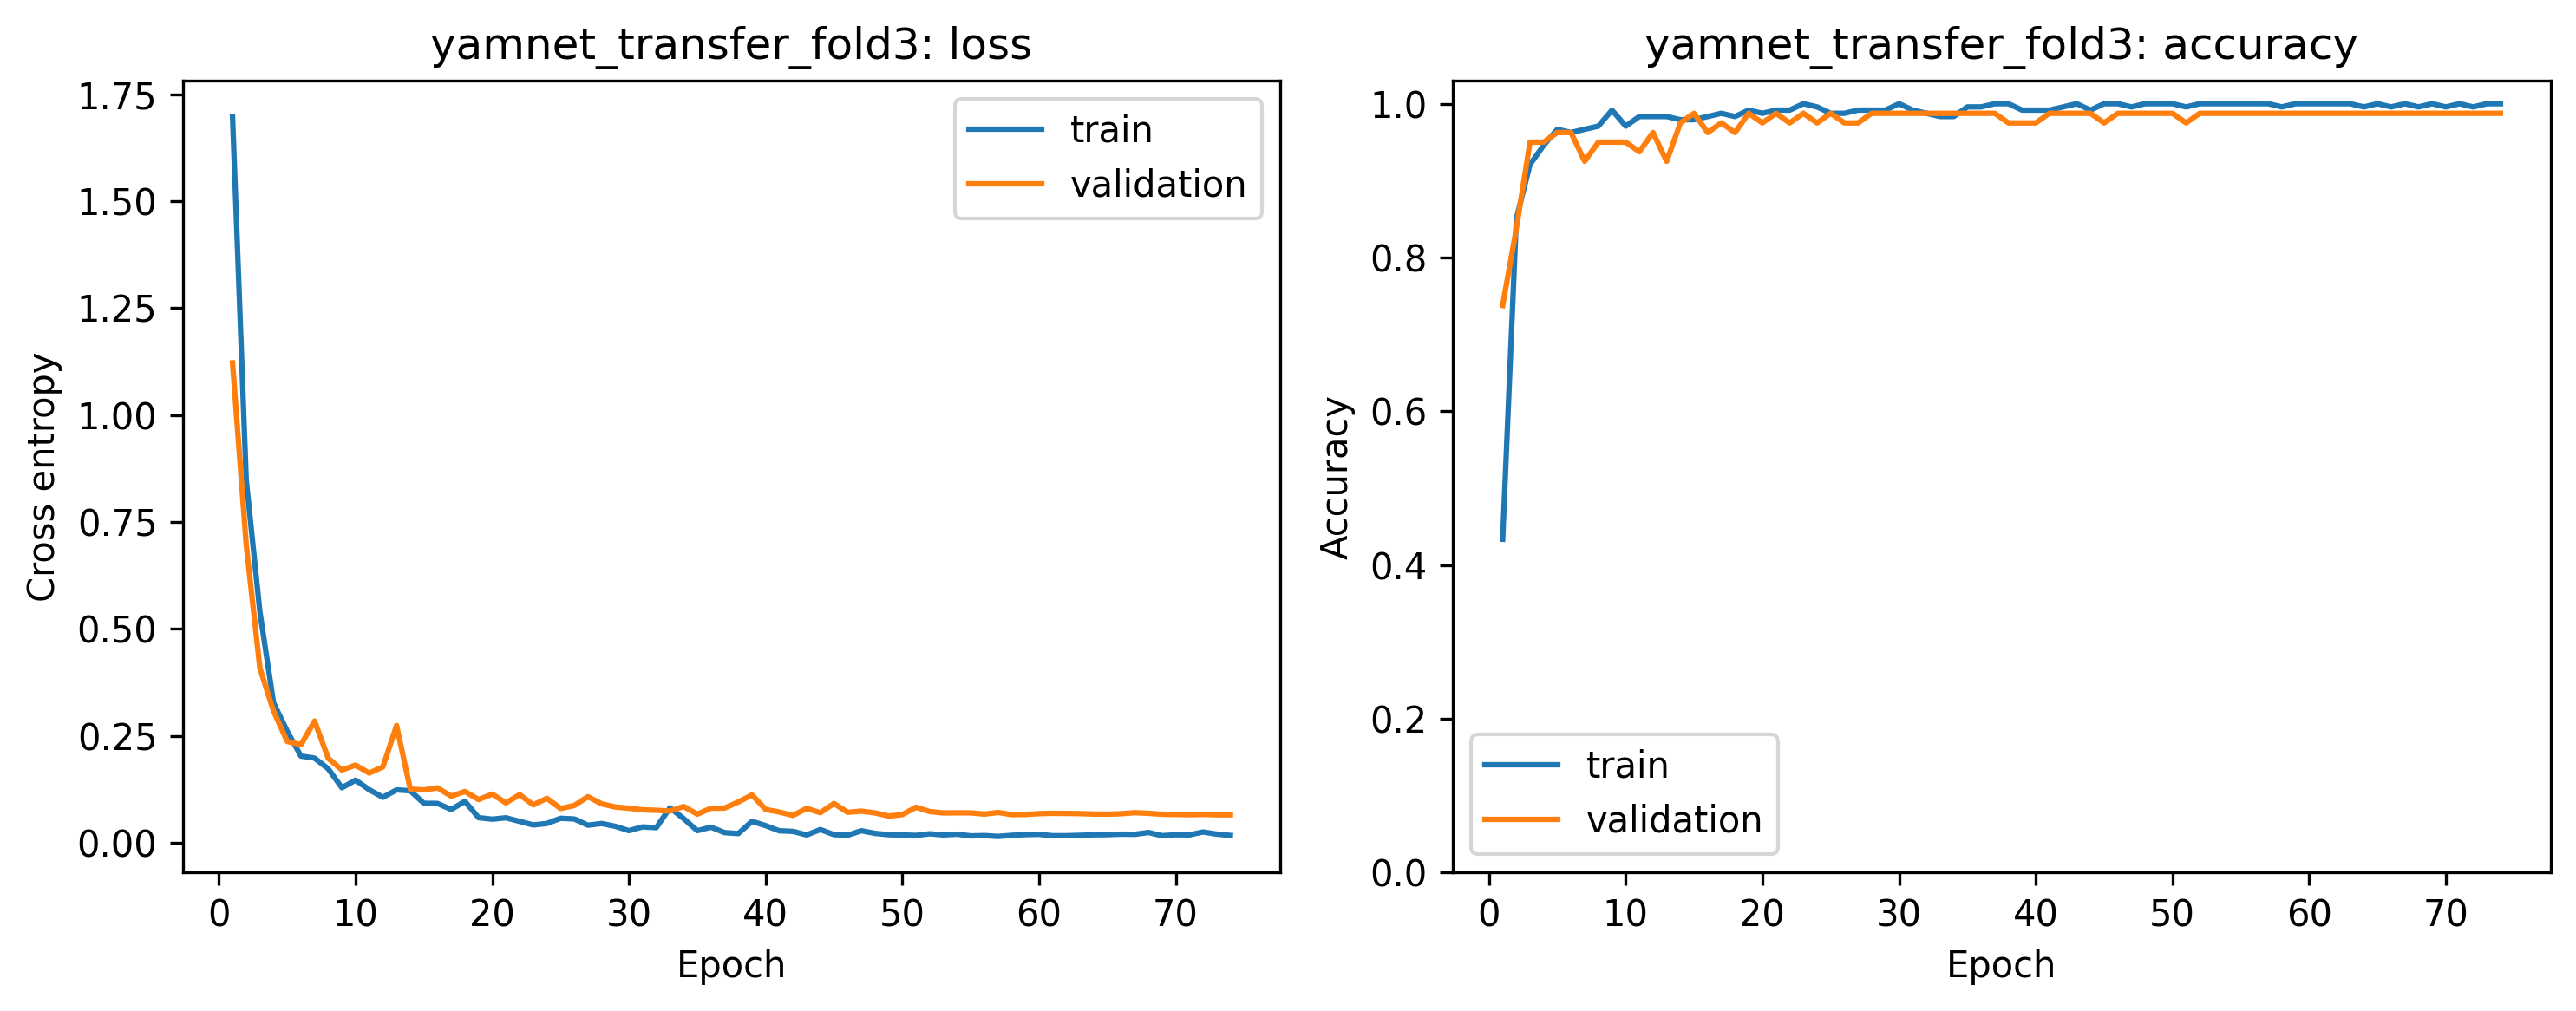 yamnet_transfer_fold3: loss
1.75
1.50
1.25
1.00
0.75
0.50
0.25
0.00
Cross entropy
train
validation
0 10 20 30 40 50 60 70
Epoch
yamnet_transfer_fold3: accuracy
1.0
0.8
0.6
0.4
0.2
0.0
Accuracy
train
validation
0 10 20 30 40 50 60 70
Epoch